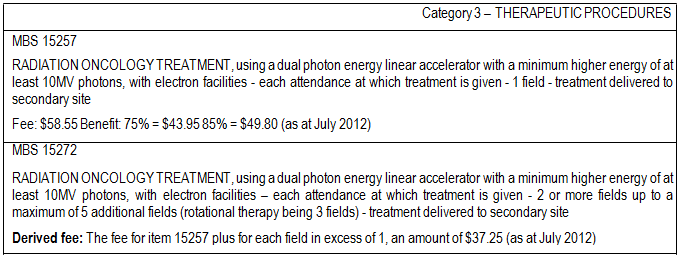 Category 3 – THERAPEUTIC PROCEDURES
MBS 15257
RADIATION ONCOLOGY TREATMENT, using a dual photon energy linear accelerator with a minimum higher energy of at
least 10MV photons, with electron facilities - each attendance at which treatment is given - 1 field - treatment delivered to
secondary site
Fee: $58.55 Benefit: 75% = $43.95 85% = $49.80 (as at July 2012)
MBS 15272
RADIATION ONCOLOGY TREATMENT, using a dual photon energy linear accelerator with a minimum higher energy of at
least 10MV photons, with electron facilities – each attendance at which treatment is given - 2 or more fields up to a
maximum of 5 additional fields (rotational therapy being 3 fields) - treatment delivered to secondary site
Derived fee: The fee for item 15257 plus for each field in excess of 1, an amount of $37.25 (as at July 2012)